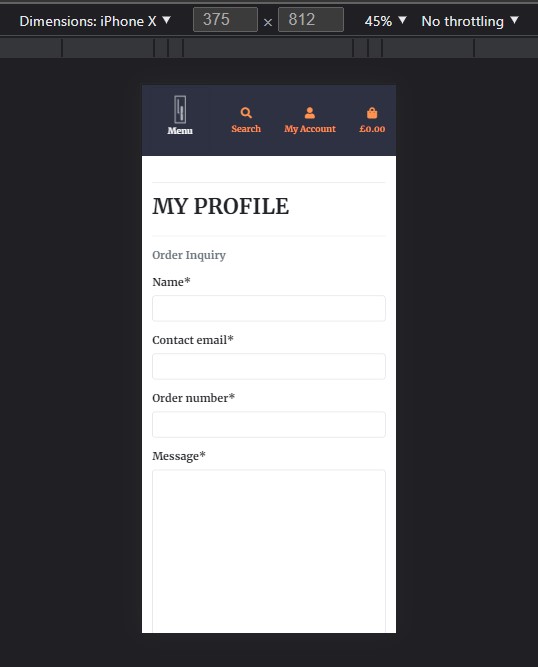 Dimensions: iPhone X ▼ 375 × 812 45% ▼ No throttling ▼
Menu Search My Account £0.00
MY PROFILE
Order Inquiry
Name*
Contact email*
Order number*
Message*